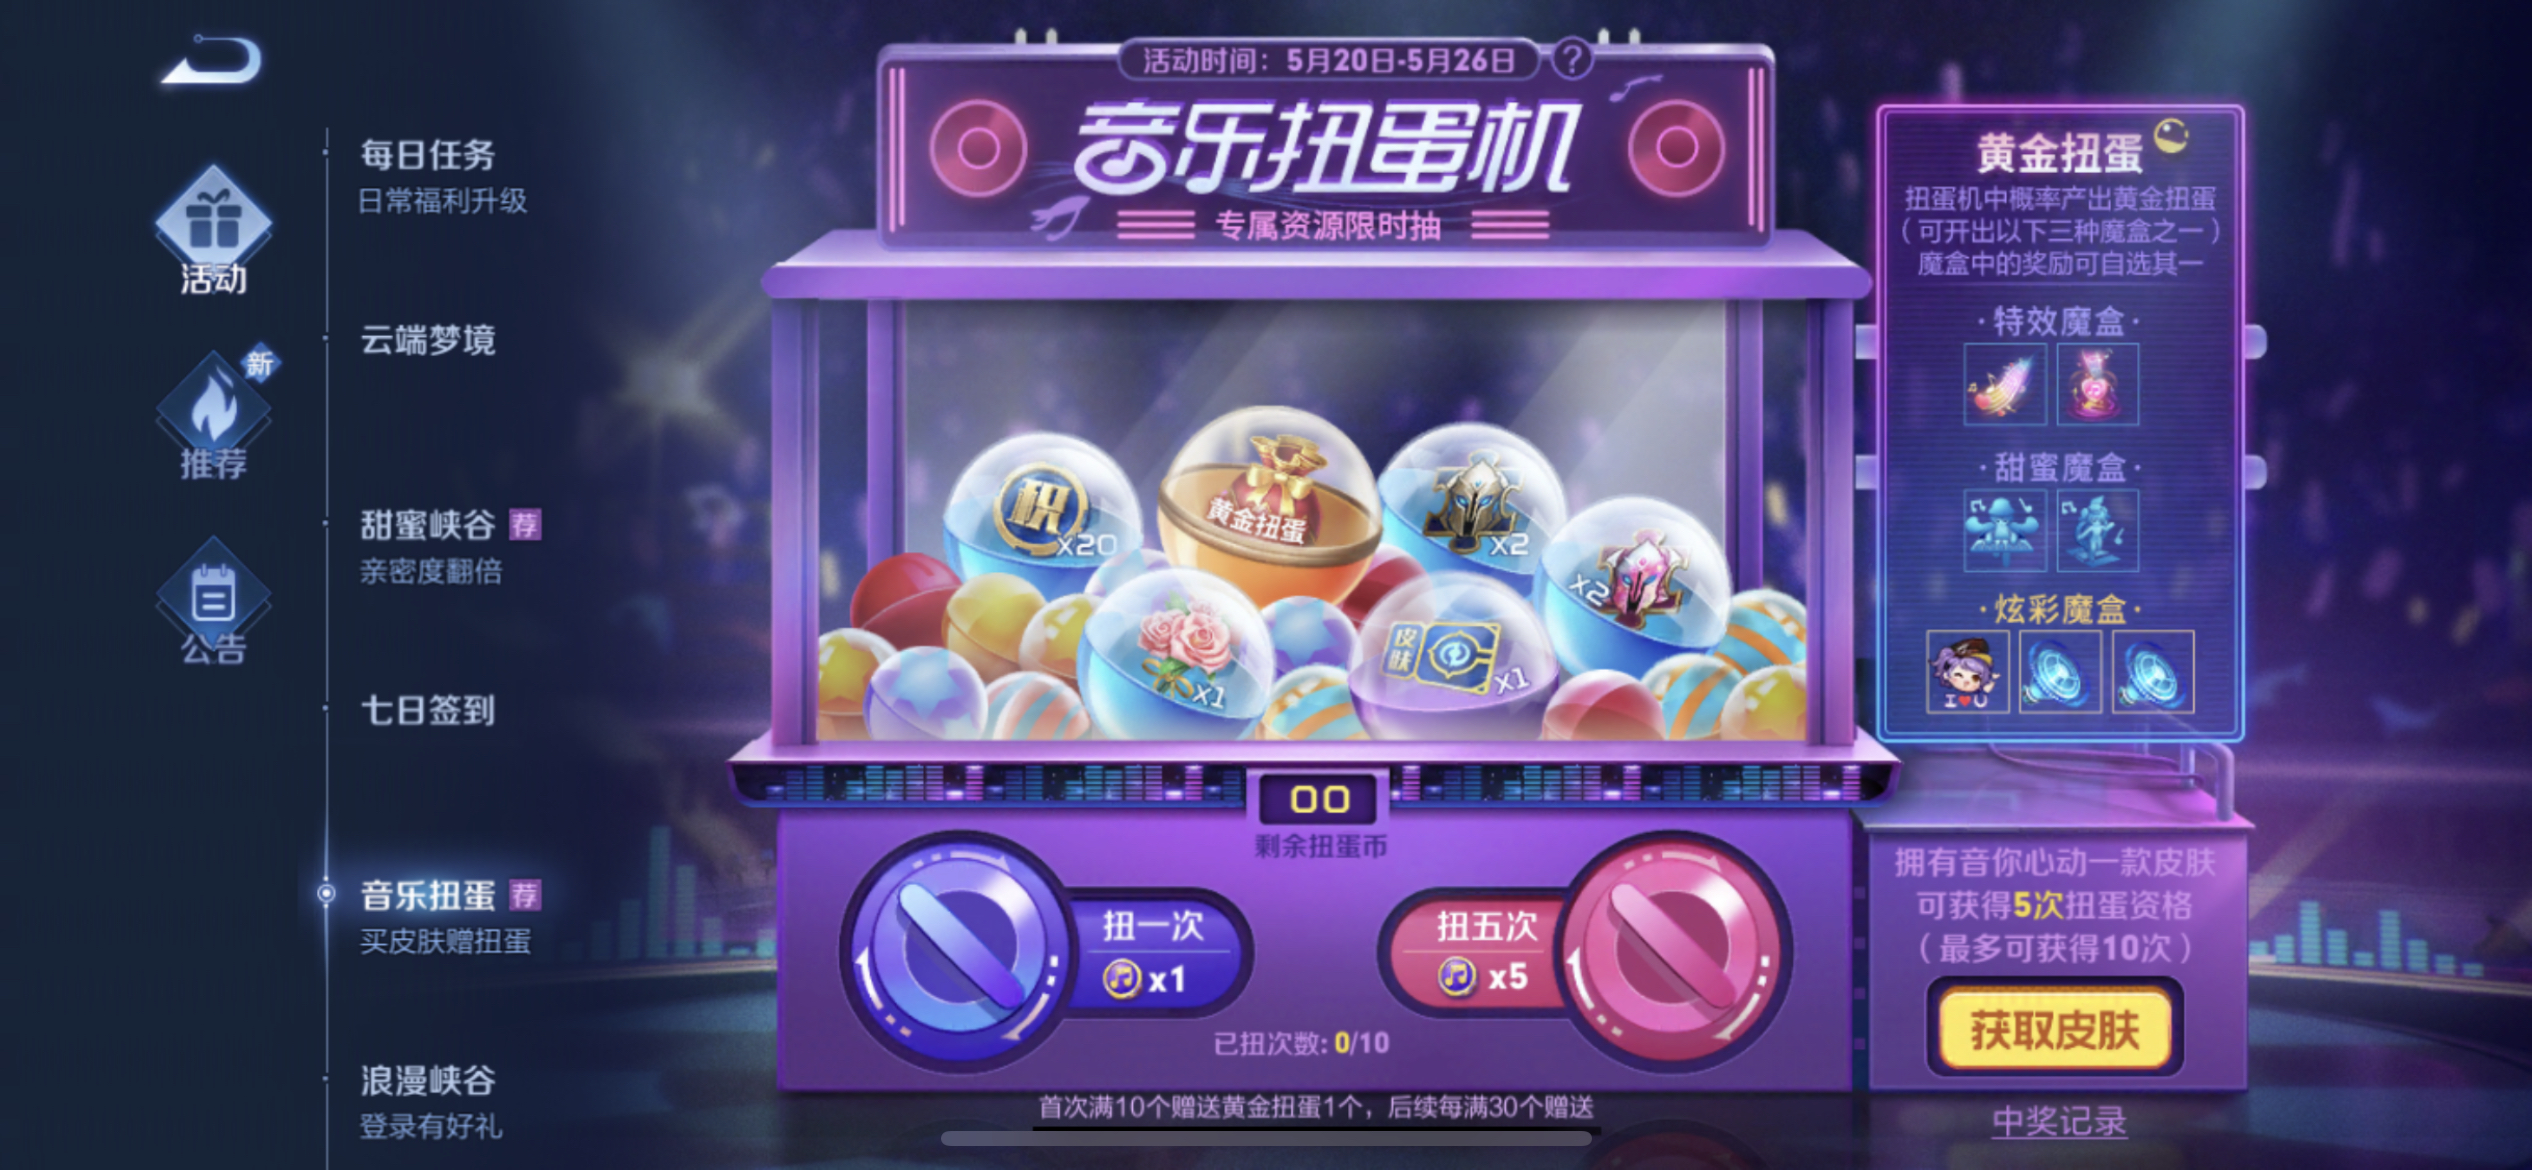 活动
新
推荐
公告
每日任务
日常福利升级
云端梦境
甜蜜峡谷 荐
亲密度翻倍
七日签到
音乐扭蛋 荐
买皮肤赠扭蛋
浪漫峡谷
登录有好礼
活动时间：5月20日-5月26日 ?
音乐扭蛋机
专属资源限时抽
积
x20
黄金扭蛋
x2
x2
x1
皮肤
x1
00
剩余扭蛋币
扭一次
x1
扭五次
x5
已扭次数: 0/10
首次满10个赠送黄金扭蛋1个，后续每满30个赠送
黄金扭蛋
扭蛋机中概率产出黄金扭蛋
（可开出以下三种魔盒之一）
魔盒中的奖励可自选其一
·特效魔盒·
·甜蜜魔盒·
·炫彩魔盒·
I♥U
拥有音你心动一款皮肤
可获得5次扭蛋资格
（最多可获得10次）
获取皮肤
中奖记录